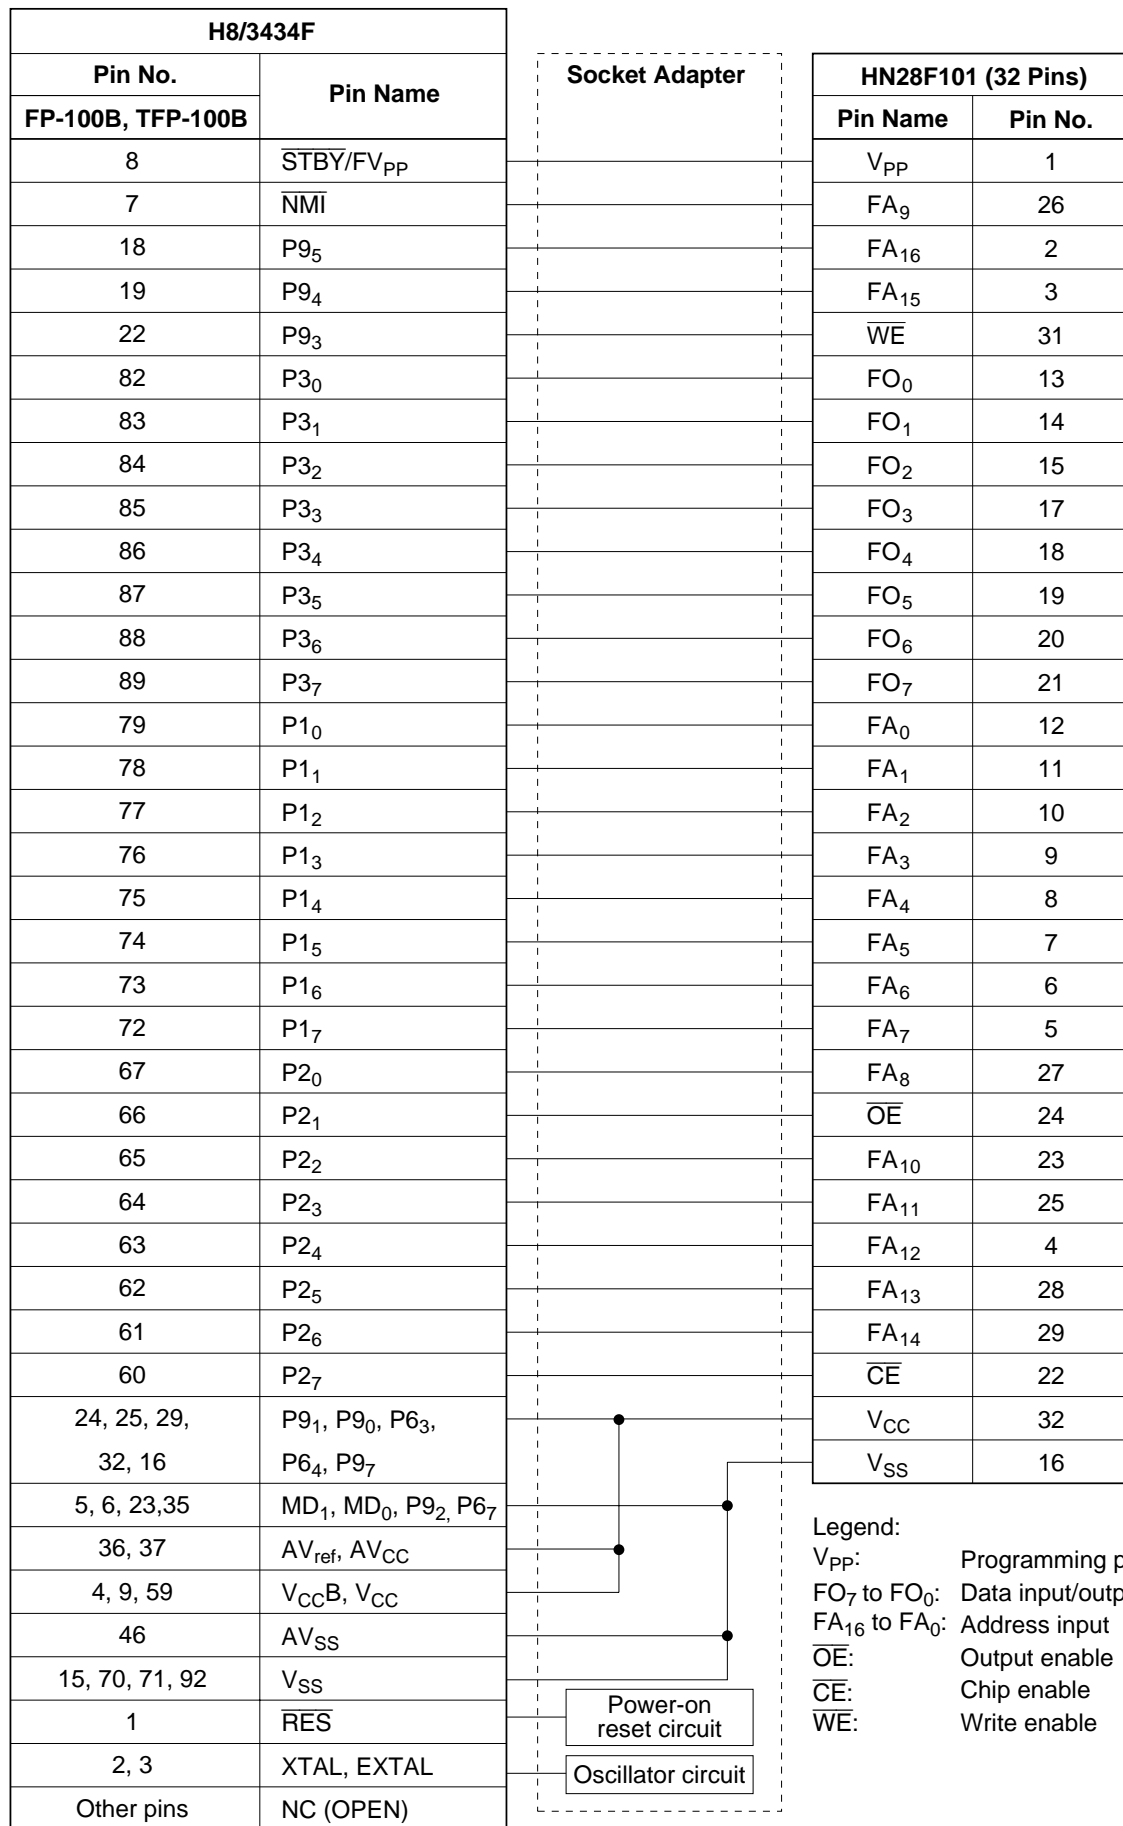 H8/3434F
Pin No. Pin Name
FP-100B, TFP-100B
Socket Adapter
HN28F101 (32 Pins)
Pin Name Pin No.
8 S̅T̅B̅Y̅/FVPP VPP 1
7 N̅M̅I̅ FA9 26
18 P95 FA16 2
19 P94 FA15 3
22 P93 W̅E̅ 31
82 P30 FO0 13
83 P31 FO1 14
84 P32 FO2 15
85 P33 FO3 17
86 P34 FO4 18
87 P35 FO5 19
88 P36 FO6 20
89 P37 FO7 21
79 P10 FA0 12
78 P11 FA1 11
77 P12 FA2 10
76 P13 FA3 9
75 P14 FA4 8
74 P15 FA5 7
73 P16 FA6 6
72 P17 FA7 5
67 P20 FA8 27
66 P21 O̅E̅ 24
65 P22 FA10 23
64 P23 FA11 25
63 P24 FA12 4
62 P25 FA13 28
61 P26 FA14 29
60 P27 C̅E̅ 22
24, 25, 29, P91, P90, P63, VCC 32
32, 16 P64, P97 VSS 16
5, 6, 23,35 MD1, MD0, P92, P67
36, 37 AVref, AVCC
4, 9, 59 VCCB, VCC
46 AVSS
15, 70, 71, 92 VSS
1 R̅E̅S̅
Power-on
reset circuit
2, 3 XTAL, EXTAL
Oscillator circuit
Other pins NC (OPEN)
Legend:
VPP: Programming
FO7 to FO0: Data
FA16 to FA0: Address input
O̅E̅: Output enable
C̅E̅: Chip enable
W̅E̅: Write enable